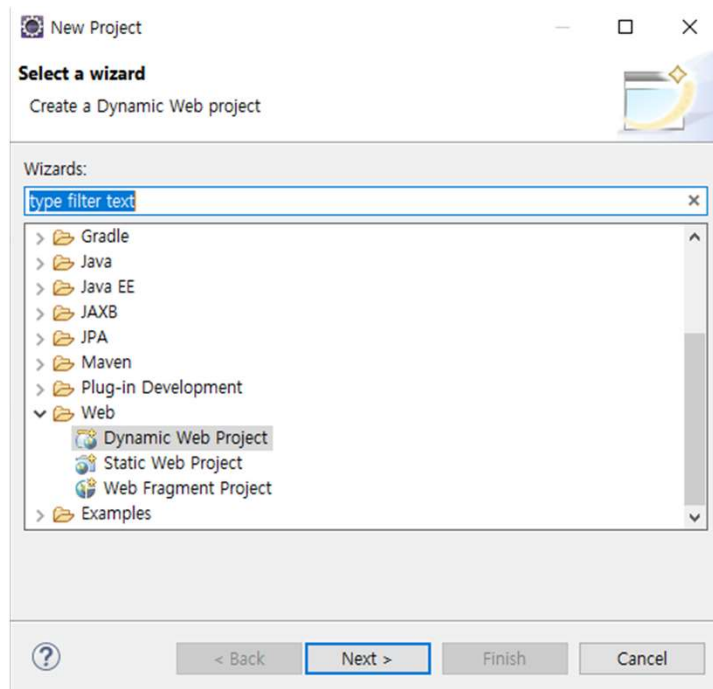 New Project
Select a wizard
Create a Dynamic Web project
Wizards:
type filter text
Gradle
Java
Java EE
JAXB
JPA
Maven
Plug-in Development
Web
Dynamic Web Project
Static Web Project
Web Fragment Project
Examples
? < Back Next > Finish Cancel